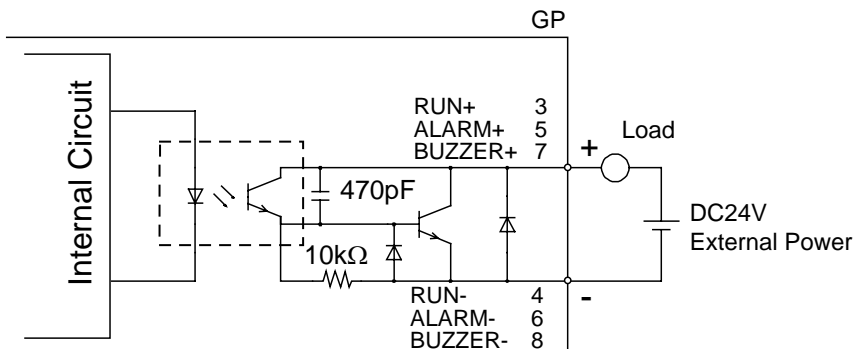 GP
Internal Circuit
RUN+ 3
ALARM+ 5
BUZZER+ 7
+
Load
470pF
10kΩ
DC24V
External Power
RUN- 4
ALARM- 6
BUZZER- 8
-